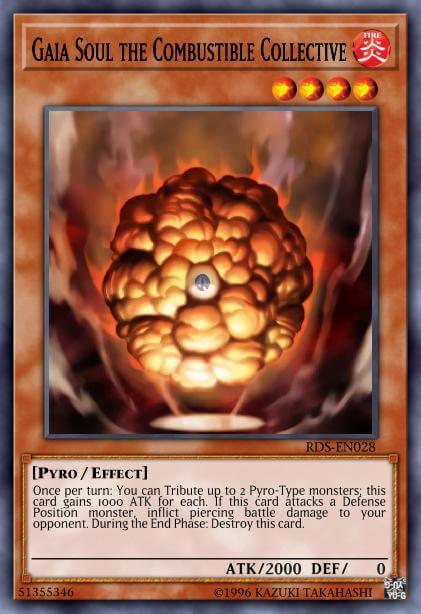 GAIA SOUL THE COMBUSTIBLE COLLECTIVE
FIRE
炎
RDS-EN028
[PYRO / EFFECT]
Once per turn: You can Tribute up to 2 Pyro-Type monsters; this
card gains 1000 ATK for each. If this card attacks a Defense
Position monster, inflict piercing battle damage to your
opponent. During the End Phase: Destroy this card.
ATK/2000 DEF/ 0
51355346
©1996 KAZUKI TAKAHASHI